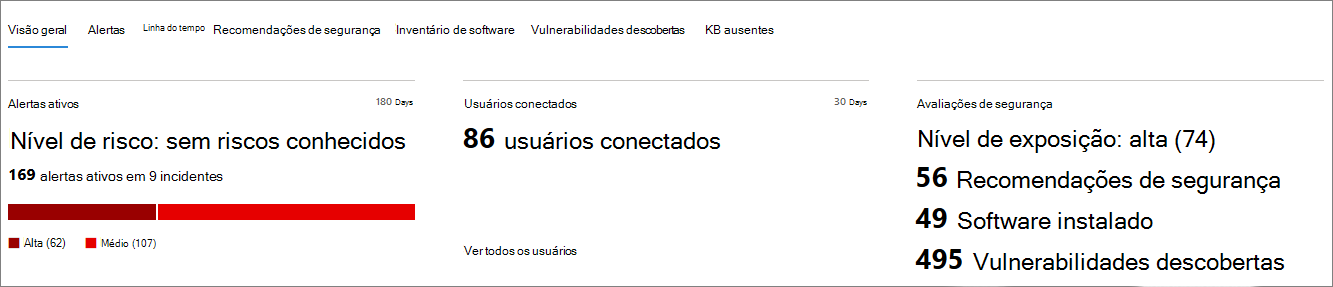 Visão geral Alertas Linha do tempo Recomendações de segurança Inventário de software Vulnerabilidades descobertas KB ausentes
Alertas ativos 180 Days
Nível de risco: sem riscos conhecidos
169 alertas ativos em 9 incidentes
Alta (62) Médio (107)
Usuários conectados 30 Days
86 usuários conectados
Ver todos os usuários
Avaliações de segurança
Nível de exposição: alta (74)
56 Recomendações de segurança
49 Software instalado
495 Vulnerabilidades descobertas